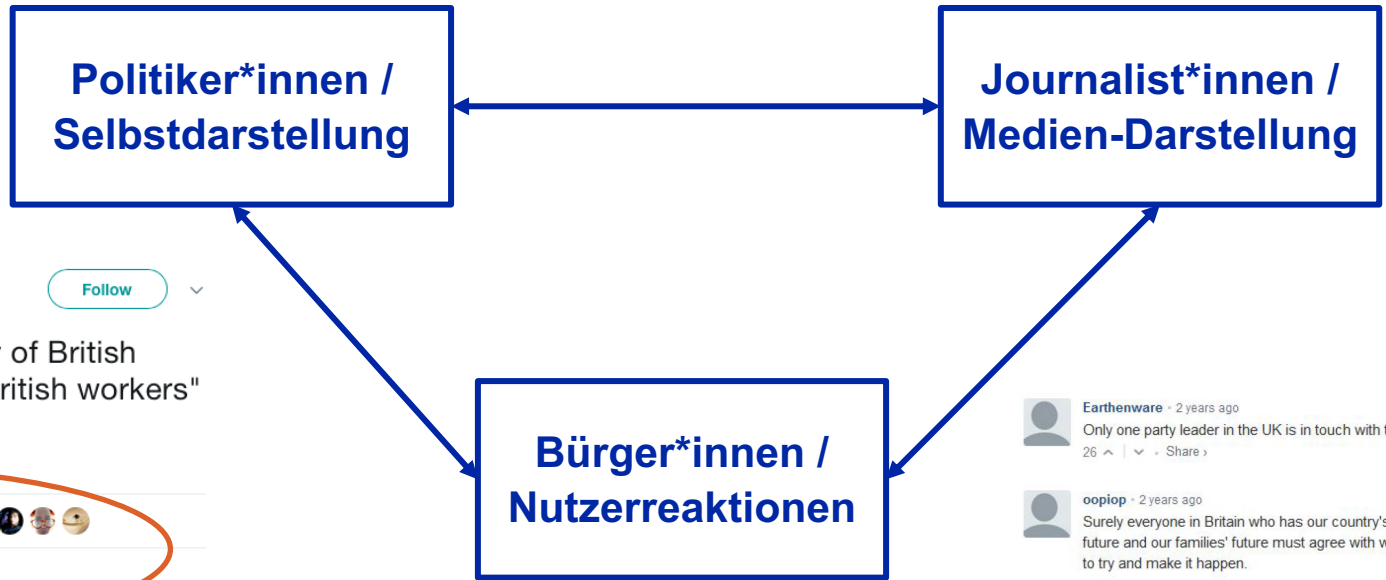 Politiker*innen /
Selbstdarstellung
Journalist*innen /
Medien-Darstellung
Follow
of British
ritish workers"
Bürger*innen /
Nutzerreaktionen
Earthenware • 2 years ago
Only one party leader in the UK is in touch with
26 Share ›
oopiop • 2 years ago
Surely everyone in Britain who has our country's
future and our families' future must agree with
to try and make it happen.